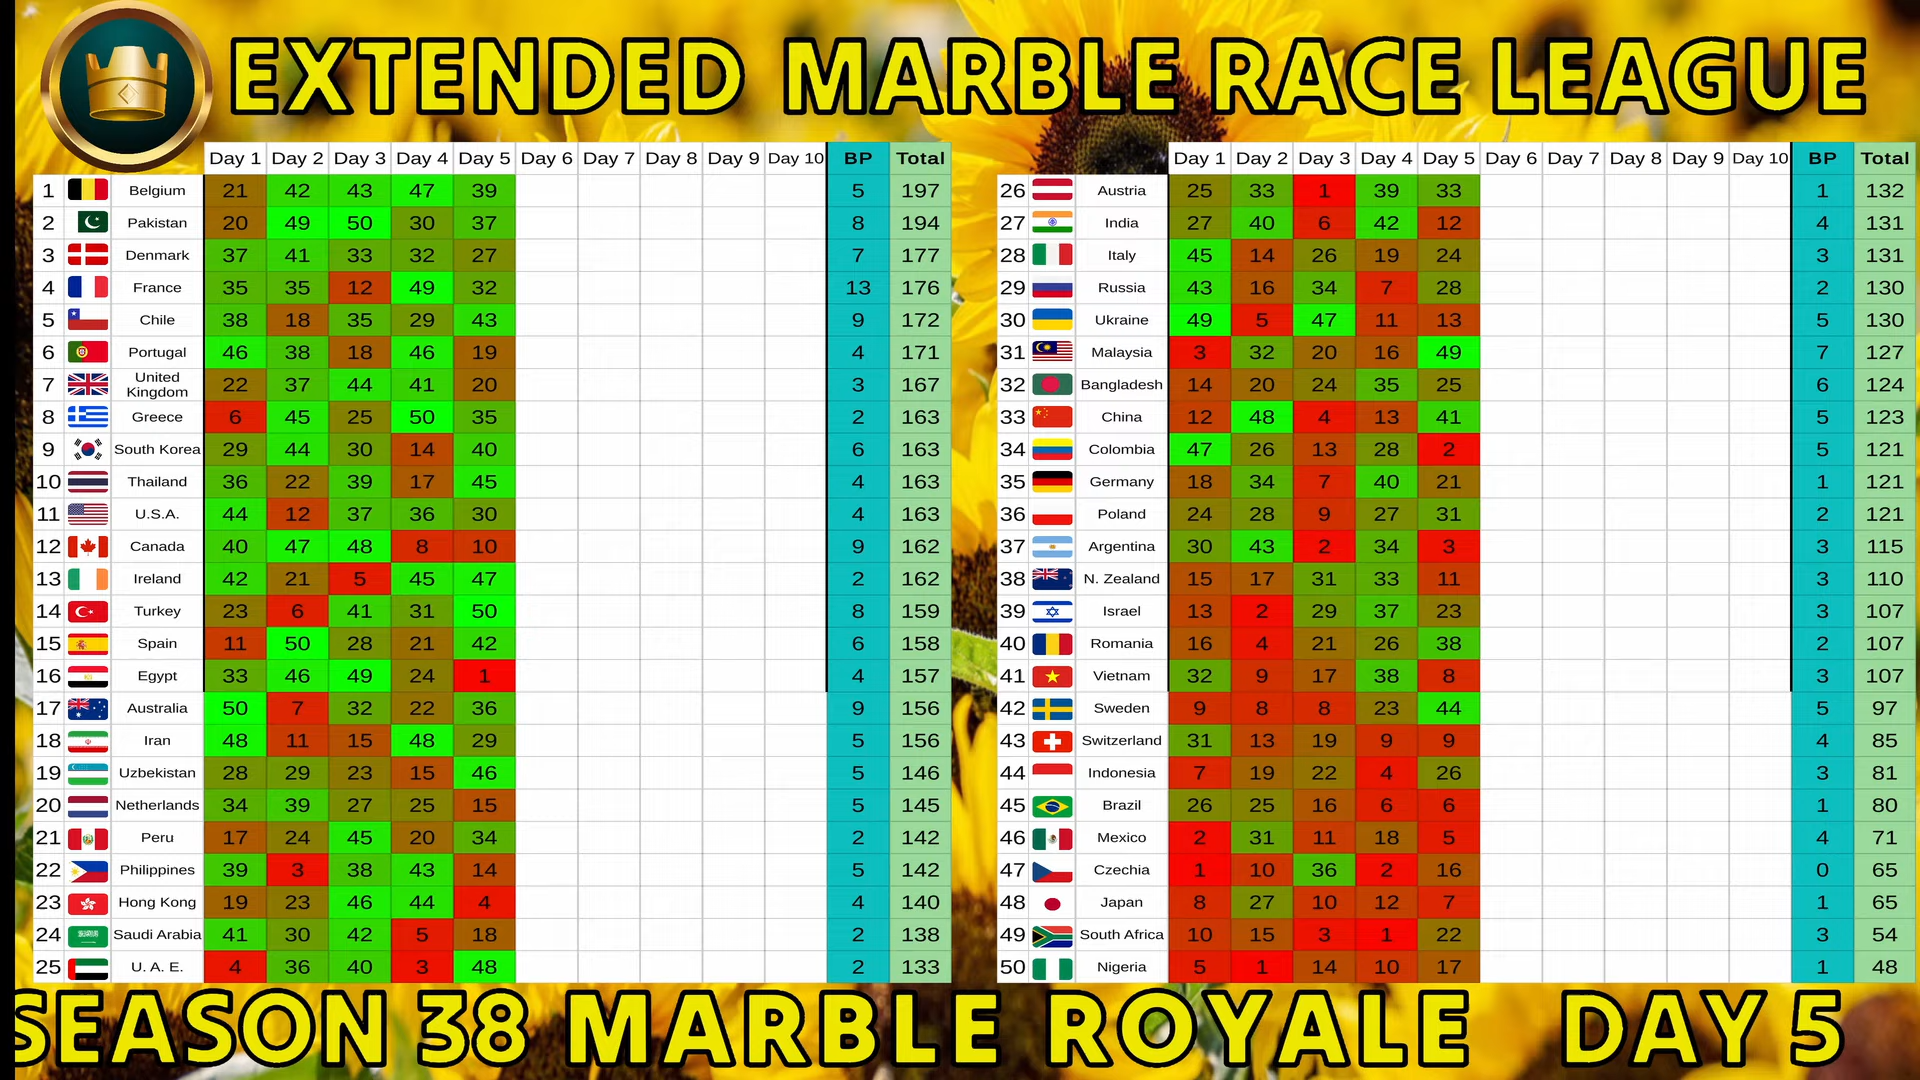 EXTENDED MARBLE RACE LEAGUE
Day 1 Day 2 Day 3 Day 4 Day 5 Day 6 Day 7 Day 8 Day 9 Day 10 BP Total
1 Belgium 21 42 43 47 39 5 197
2 Pakistan 20 49 50 30 37 8 194
3 Denmark 37 41 33 32 27 7 177
4 France 35 35 12 49 32 13 176
5 Chile 38 18 35 29 43 9 172
6 Portugal 46 38 18 46 19 4 171
7 United Kingdom 22 37 44 41 20 3 167
8 Greece 6 45 25 50 35 2 163
9 South Korea 29 44 30 14 40 6 163
10 Thailand 36 22 39 17 45 4 163
11 U.S.A. 44 12 37 36 30 4 163
12 Canada 40 47 48 8 10 9 162
13 Ireland 42 21 5 45 47 2 162
14 Turkey 23 6 41 31 50 8 159
15 Spain 11 50 28 21 42 6 158
16 Egypt 33 46 49 24 1 4 157
17 Australia 50 7 32 22 36 9 156
18 Iran 48 11 15 48 29 5 156
19 Uzbekistan 28 29 23 15 46 5 146
20 Netherlands 34 39 27 25 15 5 145
21 Peru 17 24 45 20 34 2 142
22 Philippines 39 3 38 43 14 5 142
23 Hong Kong 19 23 46 44 4 4 140
24 Saudi Arabia 41 30 42 5 18 2 138
25 U. A. E. 4 36 40 3 48 2 133
Day 1 Day 2 Day 3 Day 4 Day 5 Day 6 Day 7 Day 8 Day 9 Day 10 BP Total
26 Austria 25 33 1 39 33 1 132
27 India 27 40 6 42 12 4 131
28 Italy 45 14 26 19 24 3 131
29 Russia 43 16 34 7 28 2 130
30 Ukraine 49 5 47 11 13 5 130
31 Malaysia 3 32 20 16 49 7 127
32 Bangladesh 14 20 24 35 25 6 124
33 China 12 48 4 13 41 5 123
34 Colombia 47 26 13 28 2 5 121
35 Germany 18 34 7 40 21 1 121
36 Poland 24 28 9 27 31 2 121
37 Argentina 30 43 2 34 3 3 115
38 N. Zealand 15 17 31 33 11 3 110
39 Israel 13 2 29 37 23 3 107
40 Romania 16 4 21 26 38 2 107
41 Vietnam 32 9 17 38 8 3 107
42 Sweden 9 8 8 23 44 5 97
43 Switzerland 31 13 19 9 9 4 85
44 Indonesia 7 19 22 4 26 3 81
45 Brazil 26 25 16 6 6 1 80
46 Mexico 2 31 11 18 5 4 71
47 Czechia 1 10 36 2 16 0 65
48 Japan 8 27 10 12 7 1 65
49 South Africa 10 15 3 1 22 3 54
50 Nigeria 5 1 14 10 17 1 48
SEASON 38 MARBLE ROYALE DAY 5